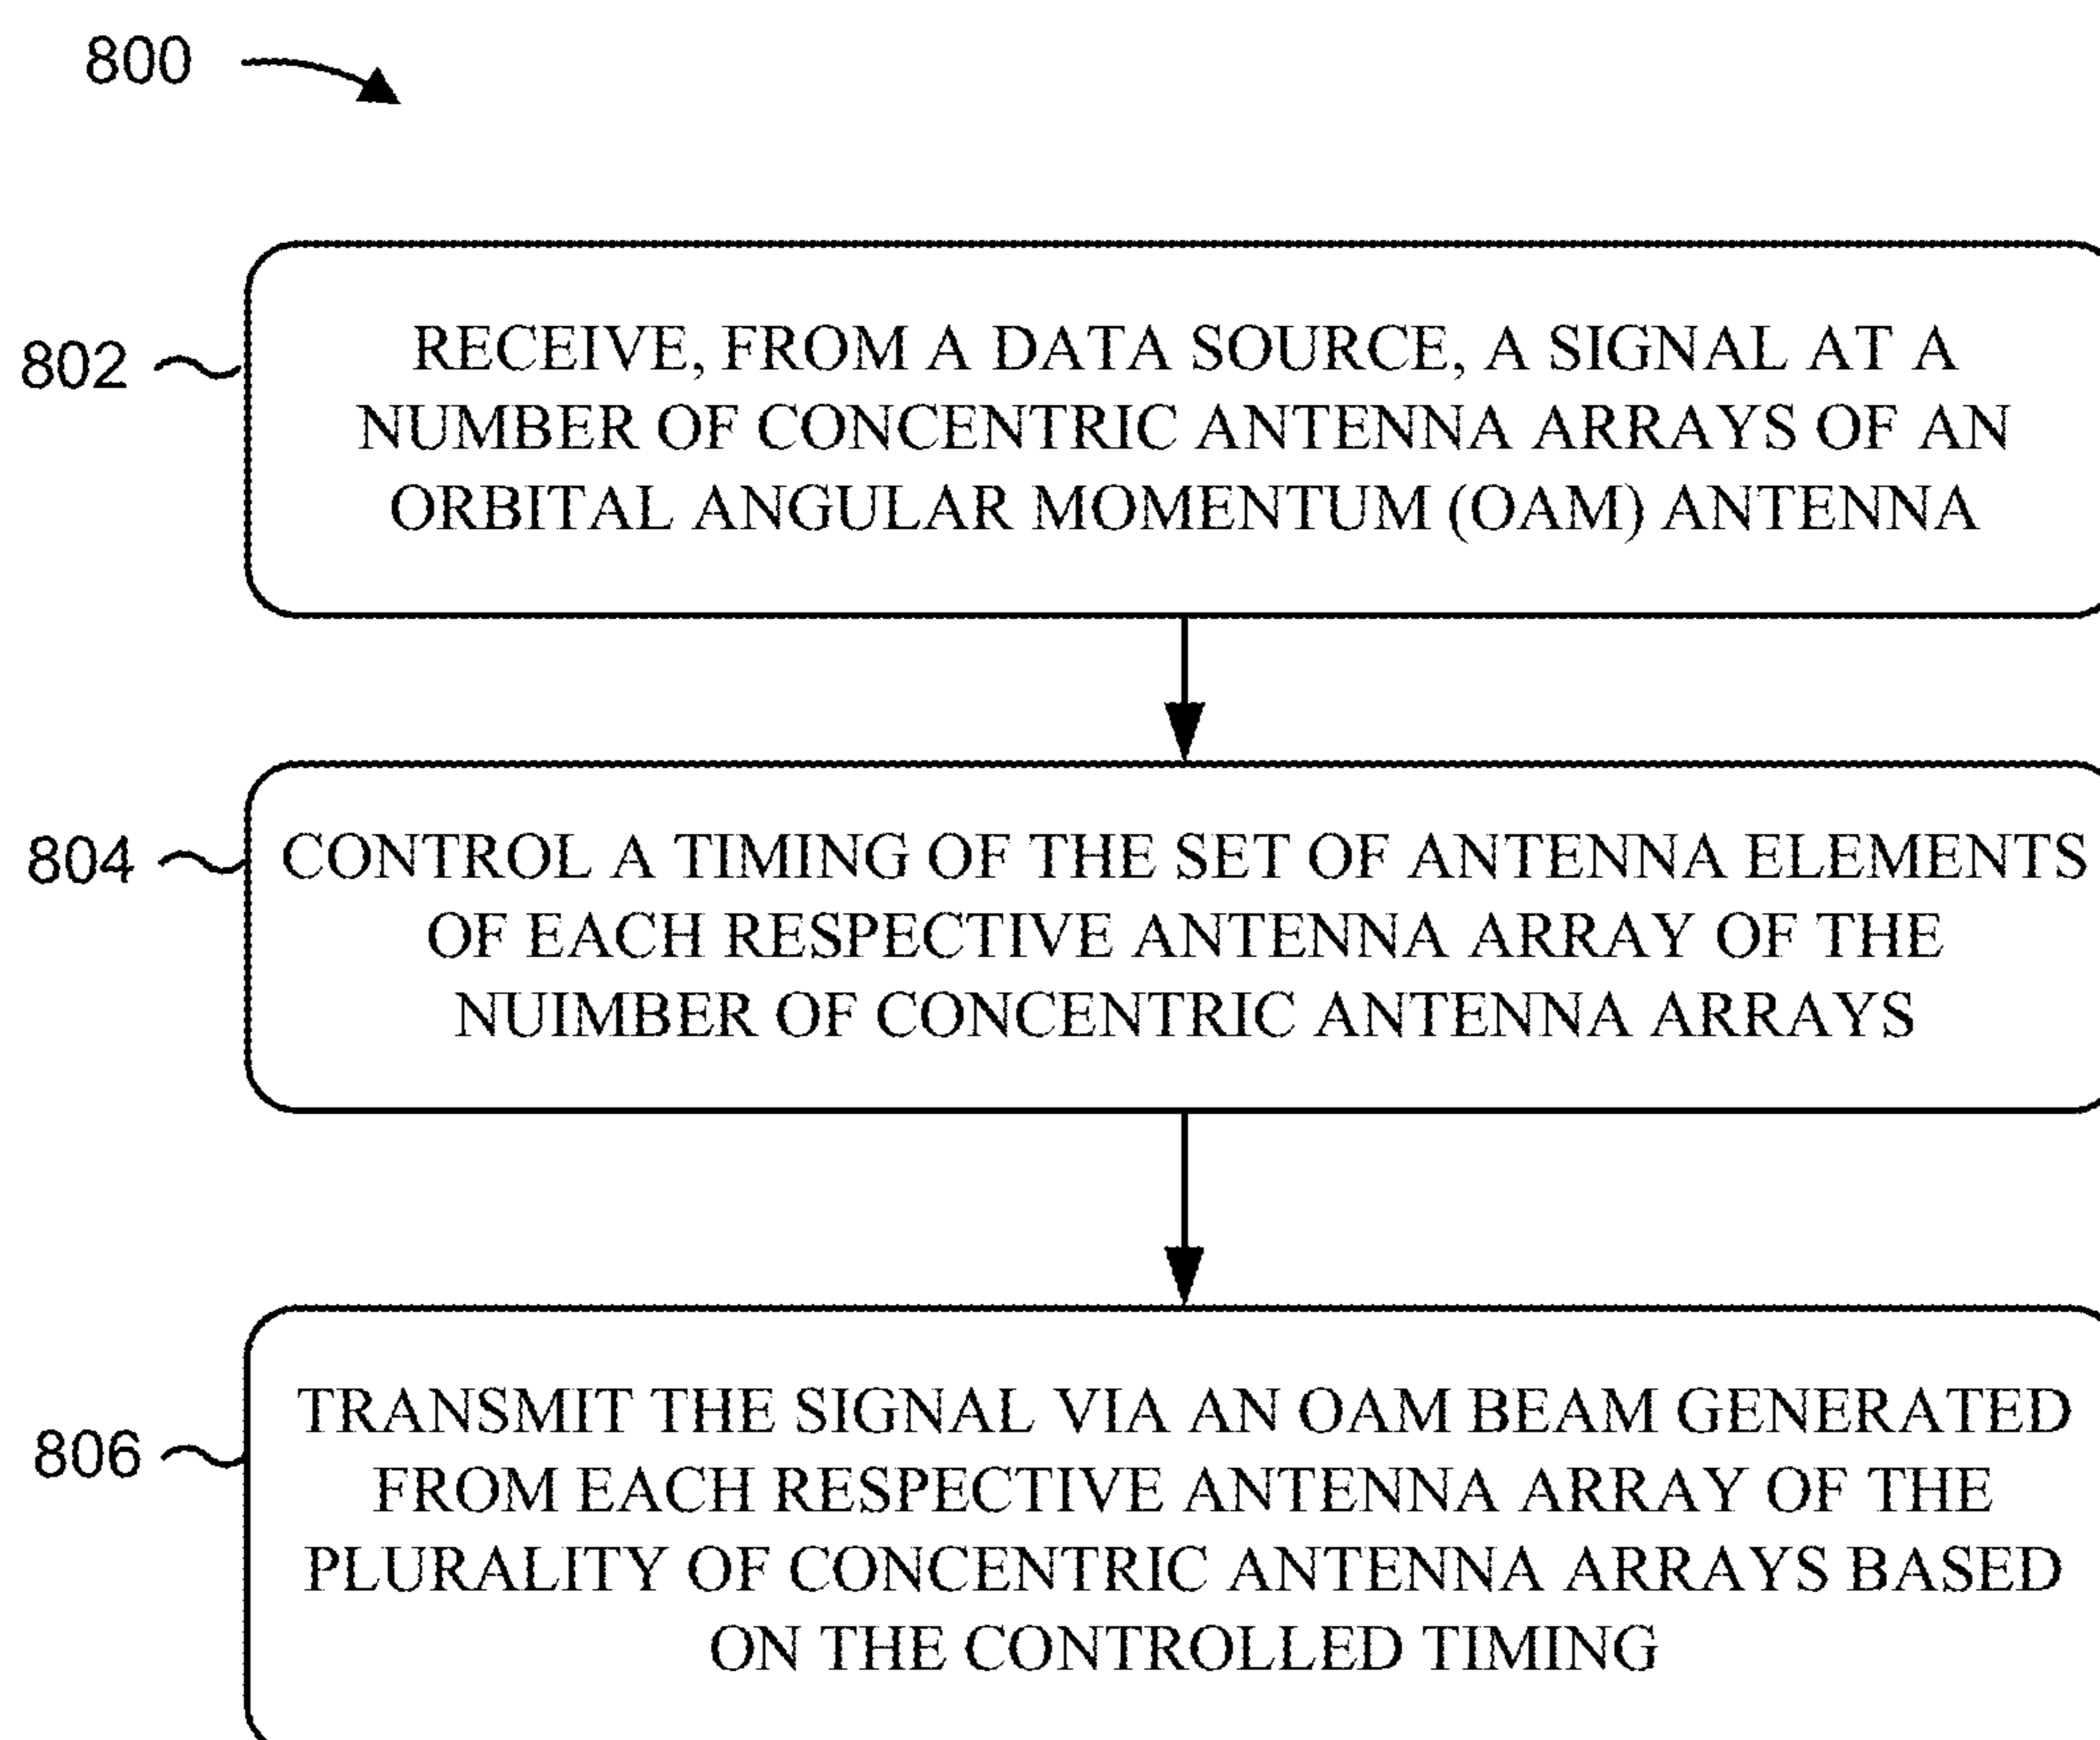 800
802
RECEIVE, FROM A DATA SOURCE, A SIGNAL AT A
NUMBER OF CONCENTRIC ANTENNA ARRAYS OF AN
ORBITAL ANGULAR MOMENTUM (OAM) ANTENNA
804
CONTROL A TIMING OF THE SET OF ANTENNA ELEMENTS
OF EACH RESPECTIVE ANTENNA ARRAY OF THE
NUIMBER OF CONCENTRIC ANTENNA ARRAYS
806
TRANSMIT THE SIGNAL VIA AN OAM BEAM GENERATED
FROM EACH RESPECTIVE ANTENNA ARRAY OF THE
PLURALITY OF CONCENTRIC ANTENNA ARRAYS BASED
ON THE CONTROLLED TIMING